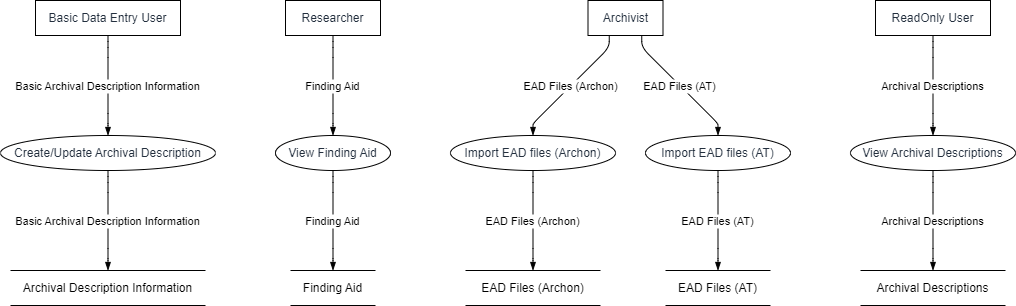 Basic Data Entry User
Researcher
Archivist
ReadOnly User
Basic Archival Description Information
Finding Aid
EAD Files (Archon)
EAD Files (AT)
Archival Descriptions
Create/Update Archival Description
View Finding Aid
Import EAD files (Archon)
Import EAD files (AT)
View Archival Descriptions
Basic Archival Description Information
Finding Aid
EAD Files (Archon)
EAD Files (AT)
Archival Descriptions
Archival Description Information
Finding Aid
EAD Files (Archon)
EAD Files (AT)
Archival Descriptions